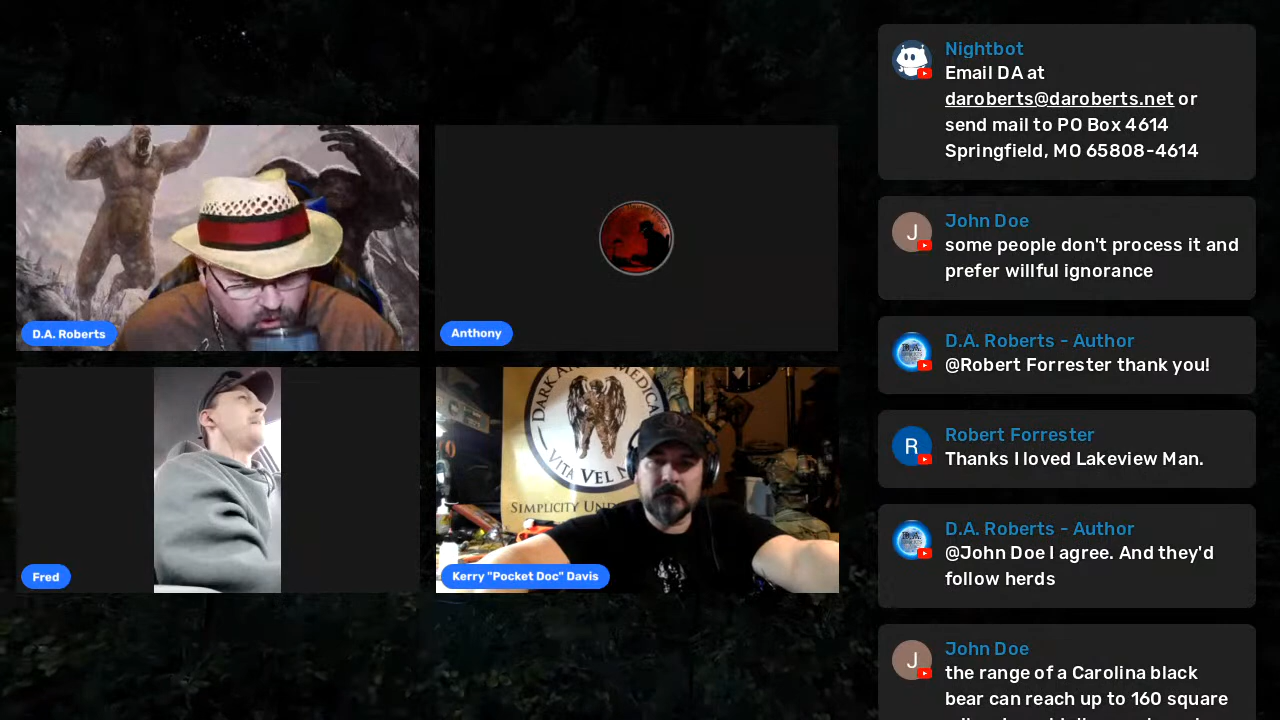 D.A. Roberts
Anthony
Fred
DARK
MEDICAL
VITA VEL
SIMPLICITY
Kerry "Pocket Doc" Davis
Nightbot
Email DA at
daroberts@daroberts.net or
send mail to PO Box 4614
Springfield, MO 65808-4614
J
John Doe
some people don't process it and
prefer willful ignorance
D.A. Roberts - Author
@Robert Forrester thank you!
R
Robert Forrester
Thanks I loved Lakeview Man.
D.A. Roberts - Author
@John Doe I agree. And they'd
follow herds
J
John Doe
the range of a Carolina black
bear can reach up to 160 square